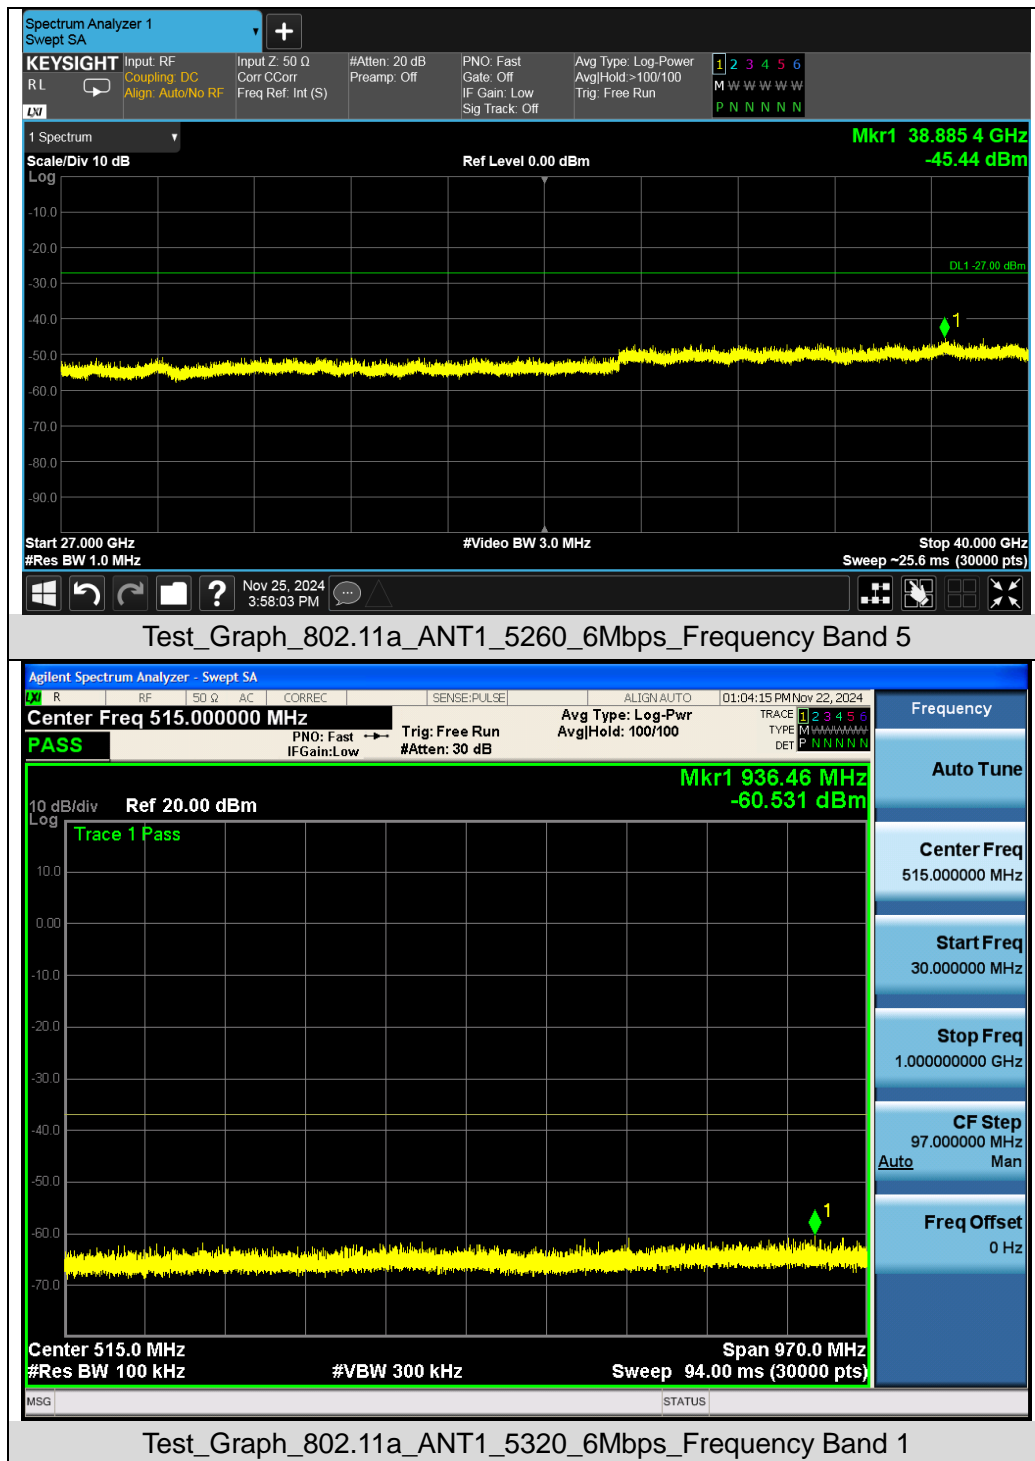 Spectrum Analyzer 1
Swept SA
KEYSIGHT
Input: RF
Input Z: 50 Ω
#Atten: 20 dB
PNO: Fast
Avg Type: Log-Power
1 2 3 4 5 6
R L
Coupling: DC
Corr CCorr
Preamp: Off
Gate: Off
Avg|Hold:>100/100
M W W W W W
Align: Auto/No RF
Freq Ref: Int (S)
IF Gain: Low
Trig: Free Run
LXI
Sig Track: Off
P N N N N N
1 Spectrum
Mkr1 38.885 4 GHz
Scale/Div 10 dB
Ref Level 0.00 dBm
-45.44 dBm
Log
-10.0
-20.0
DL1 -27.00 dBm
-30.0
-40.0
1
-50.0
-60.0
-70.0
-80.0
-90.0
Start 27.000 GHz
#Video BW 3.0 MHz
Stop 40.000 GHz
#Res BW 1.0 MHz
Sweep ~25.6 ms (30000 pts)
?
Nov 25, 2024
3:58:03 PM
Test_Graph_802.11a_ANT1_5260_6Mbps_Frequency Band 5
Agilent Spectrum Analyzer - Swept SA
LXI R RF 50 Ω AC CORREC SENSE:PULSE ALIGN AUTO 01:04:15 PM Nov 22, 2024
Center Freq 515.000000 MHz
Avg Type: Log-Pwr
TRACE 1 2 3 4 5 6
Frequency
PASS
PNO: Fast
Trig: Free Run
Avg|Hold: 100/100
TYPE M W W W W W
IFGain:Low
#Atten: 30 dB
DET P N N N N N
Auto Tune
Mkr1 936.46 MHz
10 dB/div
Ref 20.00 dBm
-60.531 dBm
Log
Trace 1 Pass
Center Freq
515.000000 MHz
10.0
0.00
Start Freq
30.000000 MHz
-10.0
-20.0
Stop Freq
1.000000000 GHz
-30.0
-40.0
CF Step
97.000000 MHz
Auto Man
-50.0
1
Freq Offset
0 Hz
-60.0
-70.0
Center 515.0 MHz
Span 970.0 MHz
#Res BW 100 kHz
#VBW 300 kHz
Sweep 94.00 ms (30000 pts)
MSG
STATUS
Test_Graph_802.11a_ANT1_5320_6Mbps_Frequency Band 1